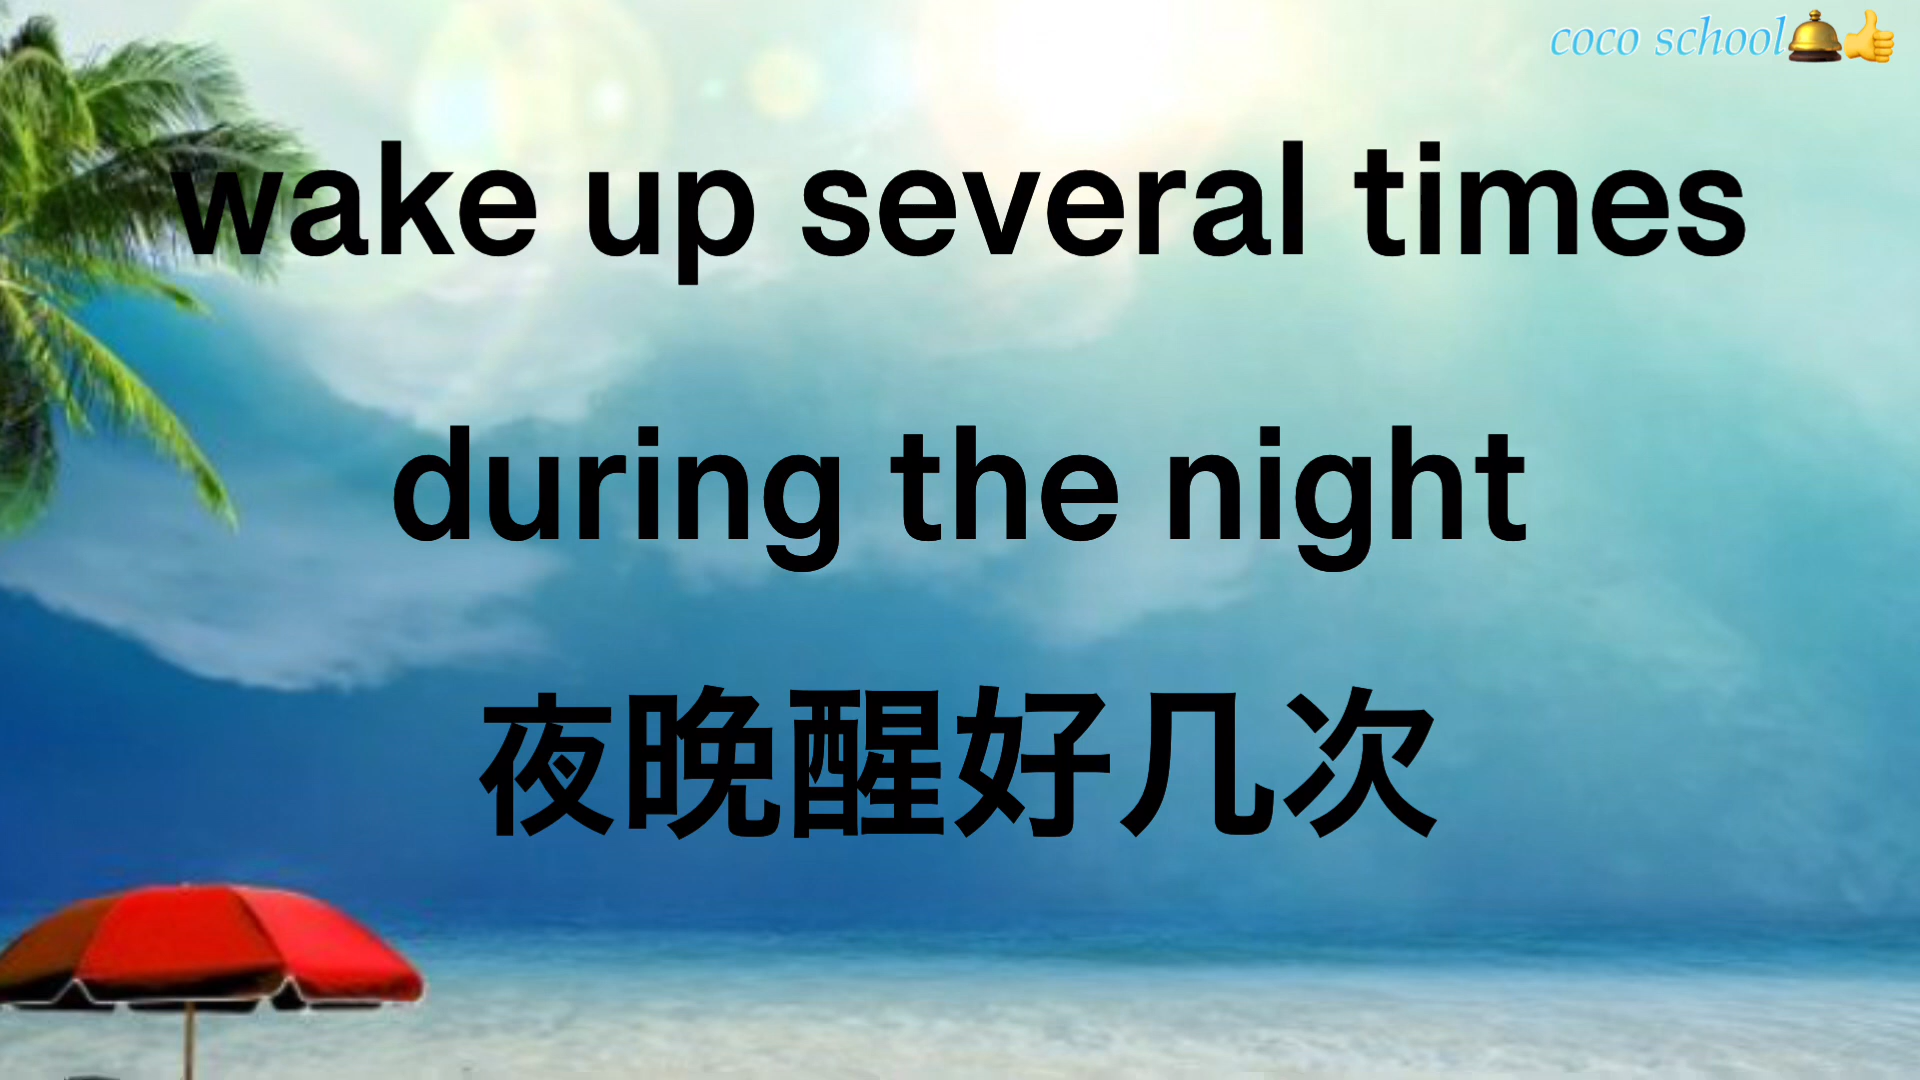 coco school🛎👍
wake up several times
during the night
夜晚醒好几次